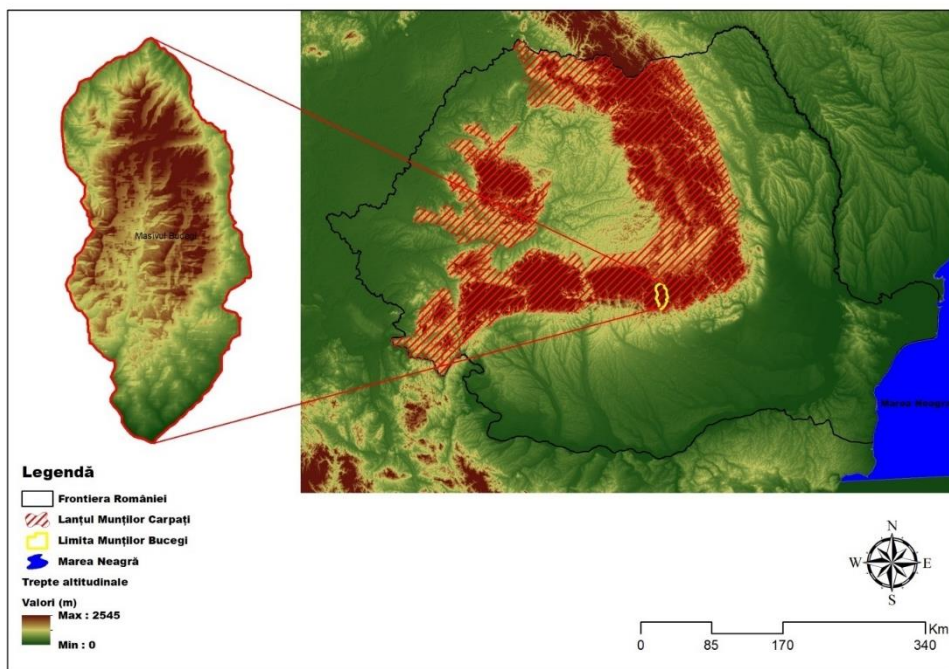 Masivul Bucegi
Marea Neagră
Legendă
Frontiera României
Lanțul Munților Carpați
Limita Munților Bucegi
Marea Neagră
Trepte altitudinale
Valori (m)
Max : 2545
Min : 0
N
W E
S
Km
0 85 170 340